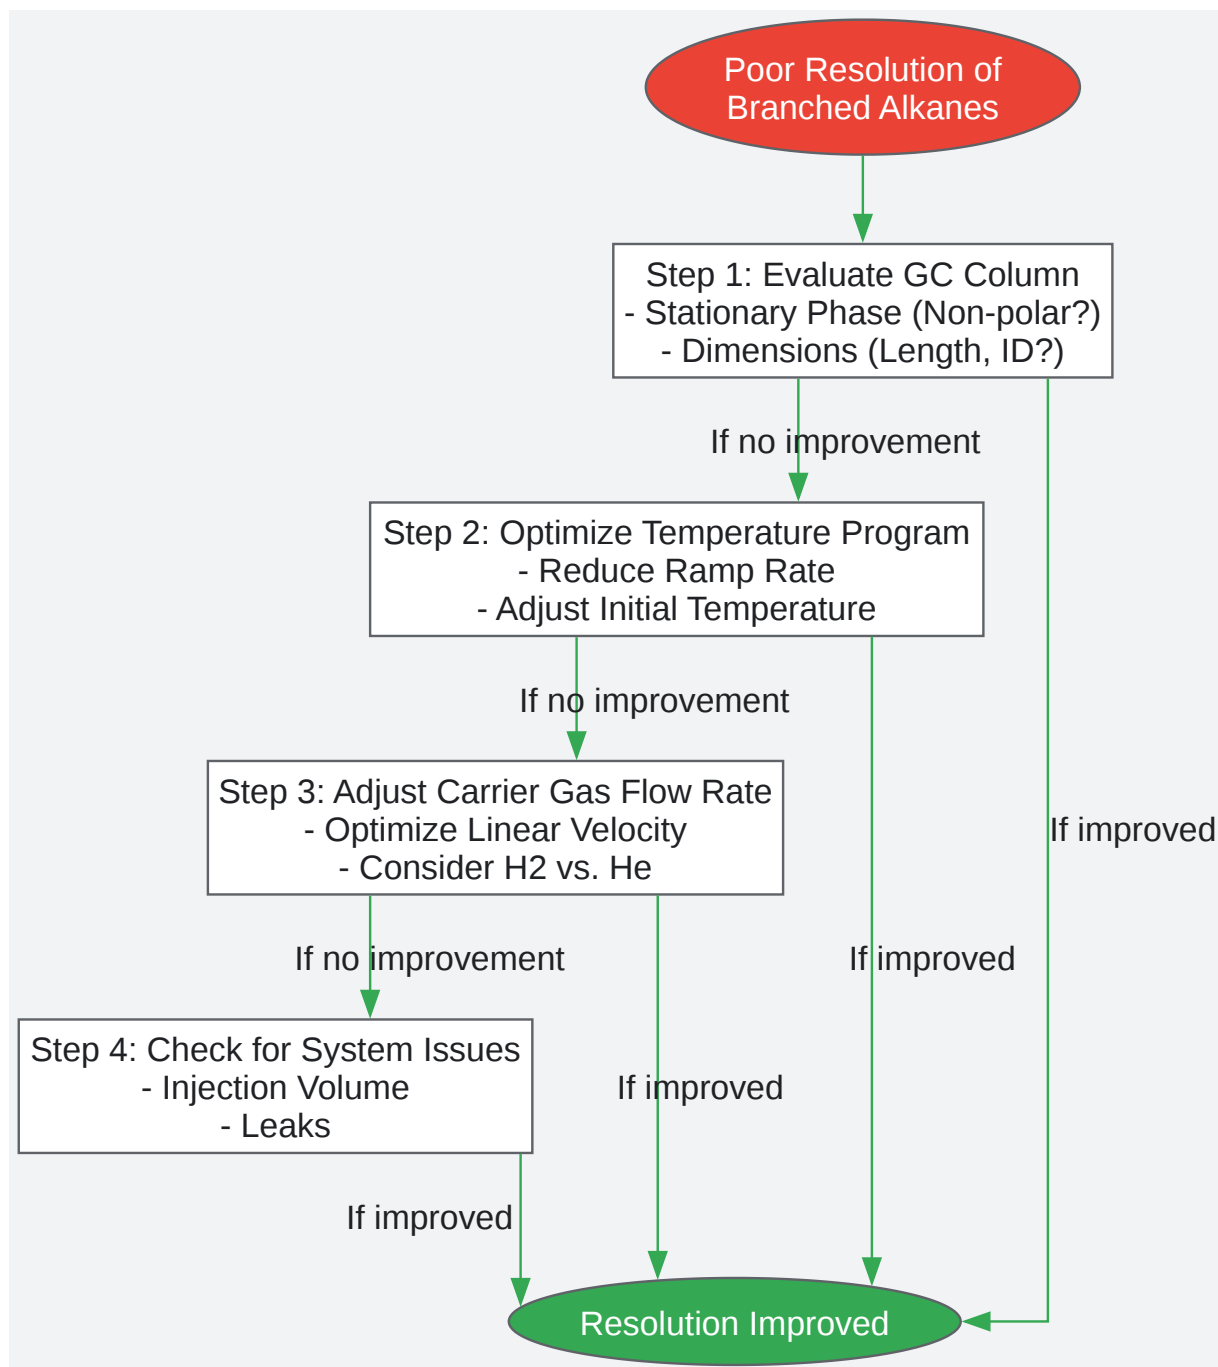 Poor Resolution of
Branched Alkanes
Step 1: Evaluate GC Column
- Stationary Phase (Non-polar?)
- Dimensions (Length, ID?)
If no improvement
Step 2: Optimize Temperature Program
- Reduce Ramp Rate
- Adjust Initial Temperature
If no improvement
Step 3: Adjust Carrier Gas Flow Rate
- Optimize Linear Velocity
- Consider H2 vs. He
If improved
If no improvement
If improved
Step 4: Check for System Issues
- Injection Volume
- Leaks
If improved
If improved
Resolution Improved